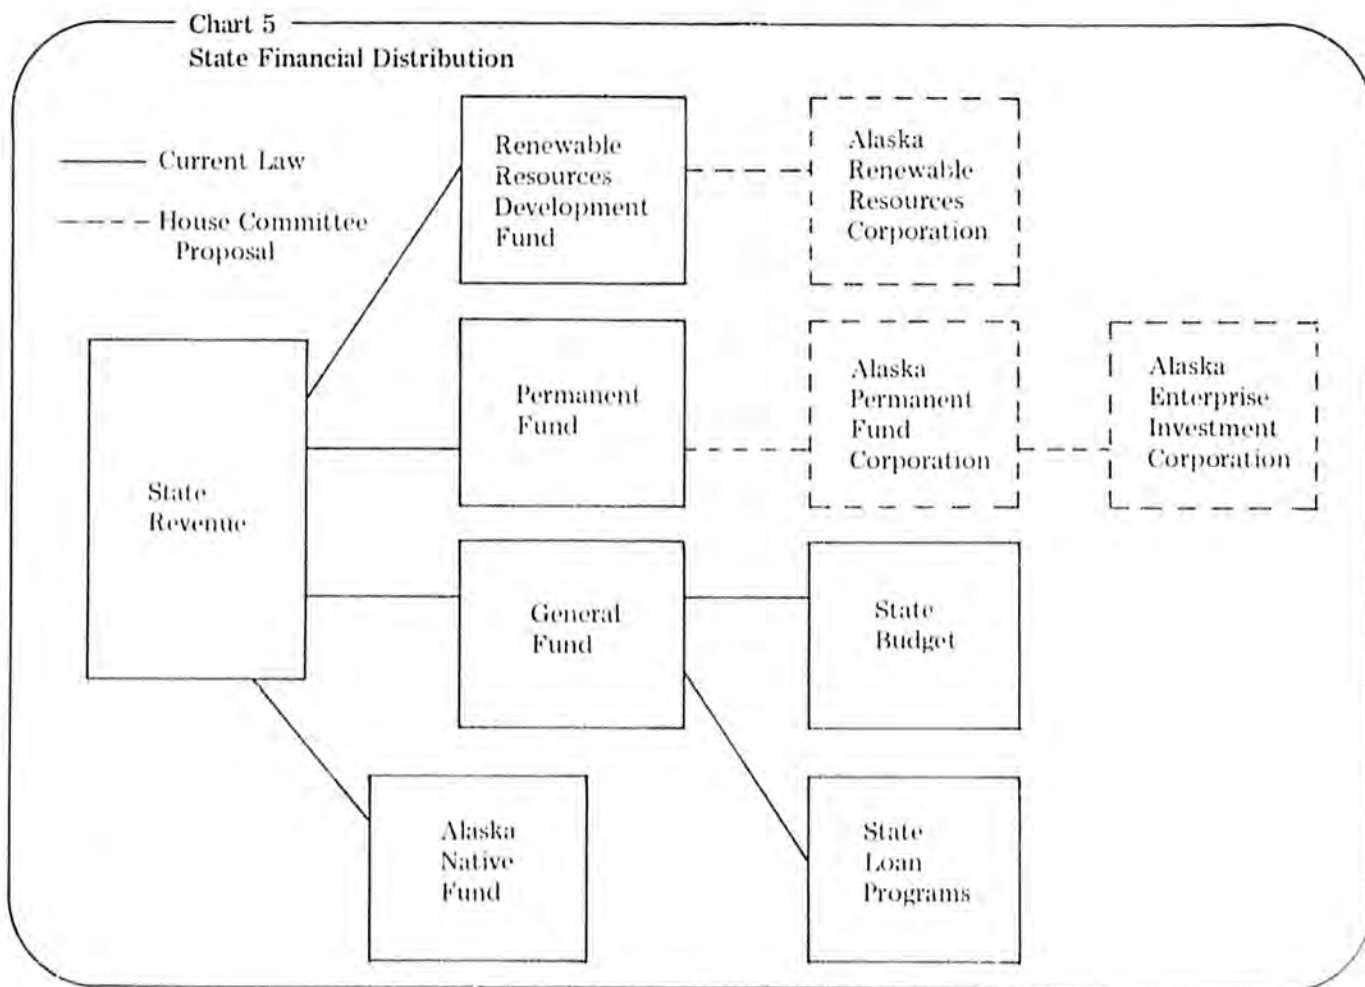 Chart 5
State Financial Distribution
Current Law
House Committee
Proposal
Renewable
Resources
Development
Fund
Alaska
Renewable
Resources
Corporation
State
Revenue
Permanent
Fund
Alaska
Permanent
Fund
Corporation
Alaska
Enterprise
Investment
Corporation
General
Fund
State
Budget
Alaska
Native
Fund
State
Loan
Programs